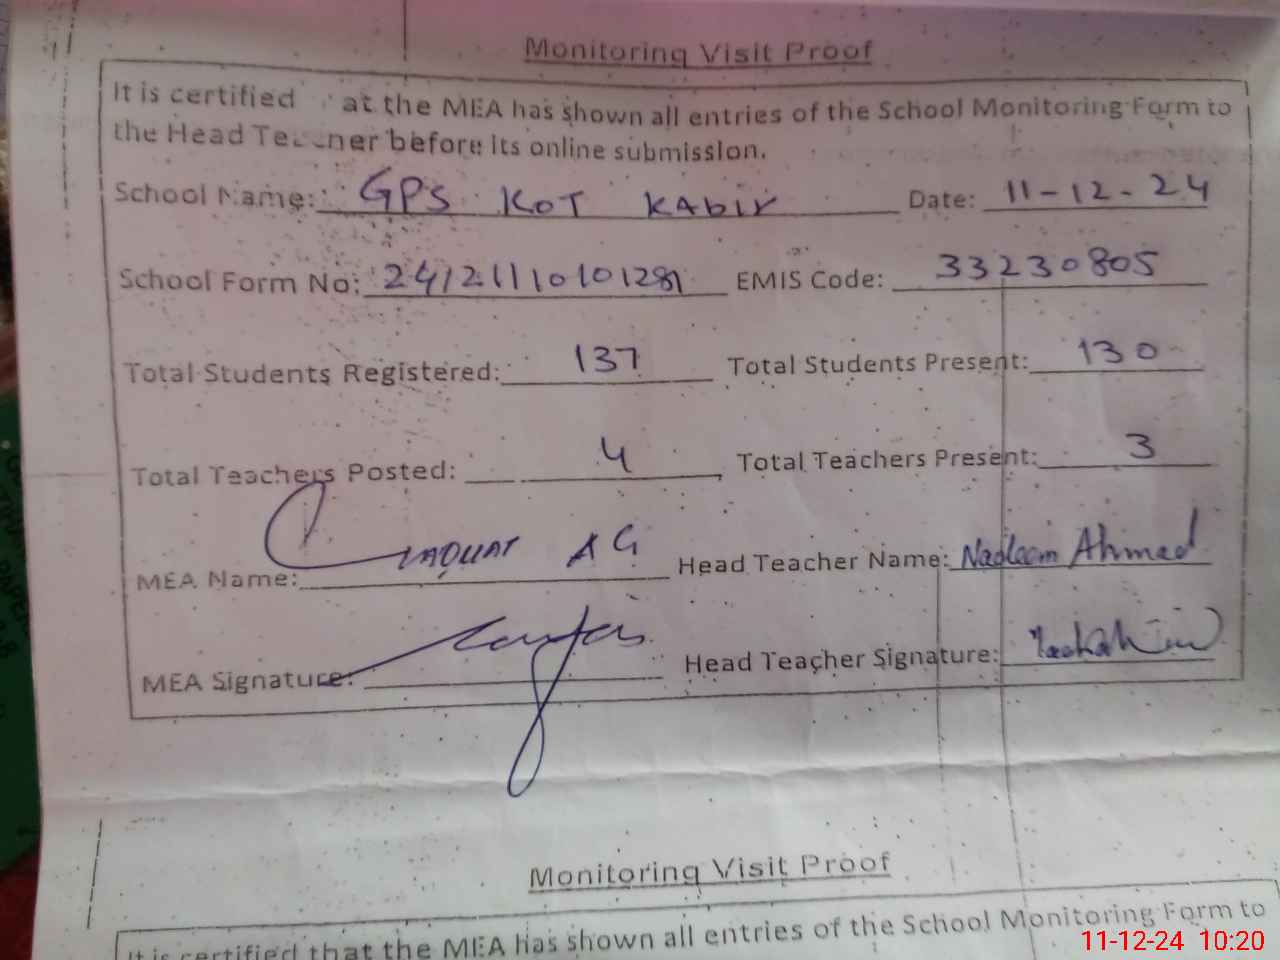 Monitoring Visit Proof
It is certified at the MEA has shown all entries of the School Monitoring Form to
the Head Teacher before its online submission.
School Name: GPS KOT KAbir Date: 11-12-24
School Form No: EMIS Code: 33230805
Total Students Registered: 137 Total Students Present: 130
Total Teachers Posted: 4 Total Teachers Present: 3
MEA Name: LIAQUAT A G Head Teacher Name: Nadeem Ahmad
MEA Signature: Head Teacher Signature:
Monitoring Visit Proof
It is certified that the MEA has shown all entries of the School Monitoring Form to
11-12-24 10:20